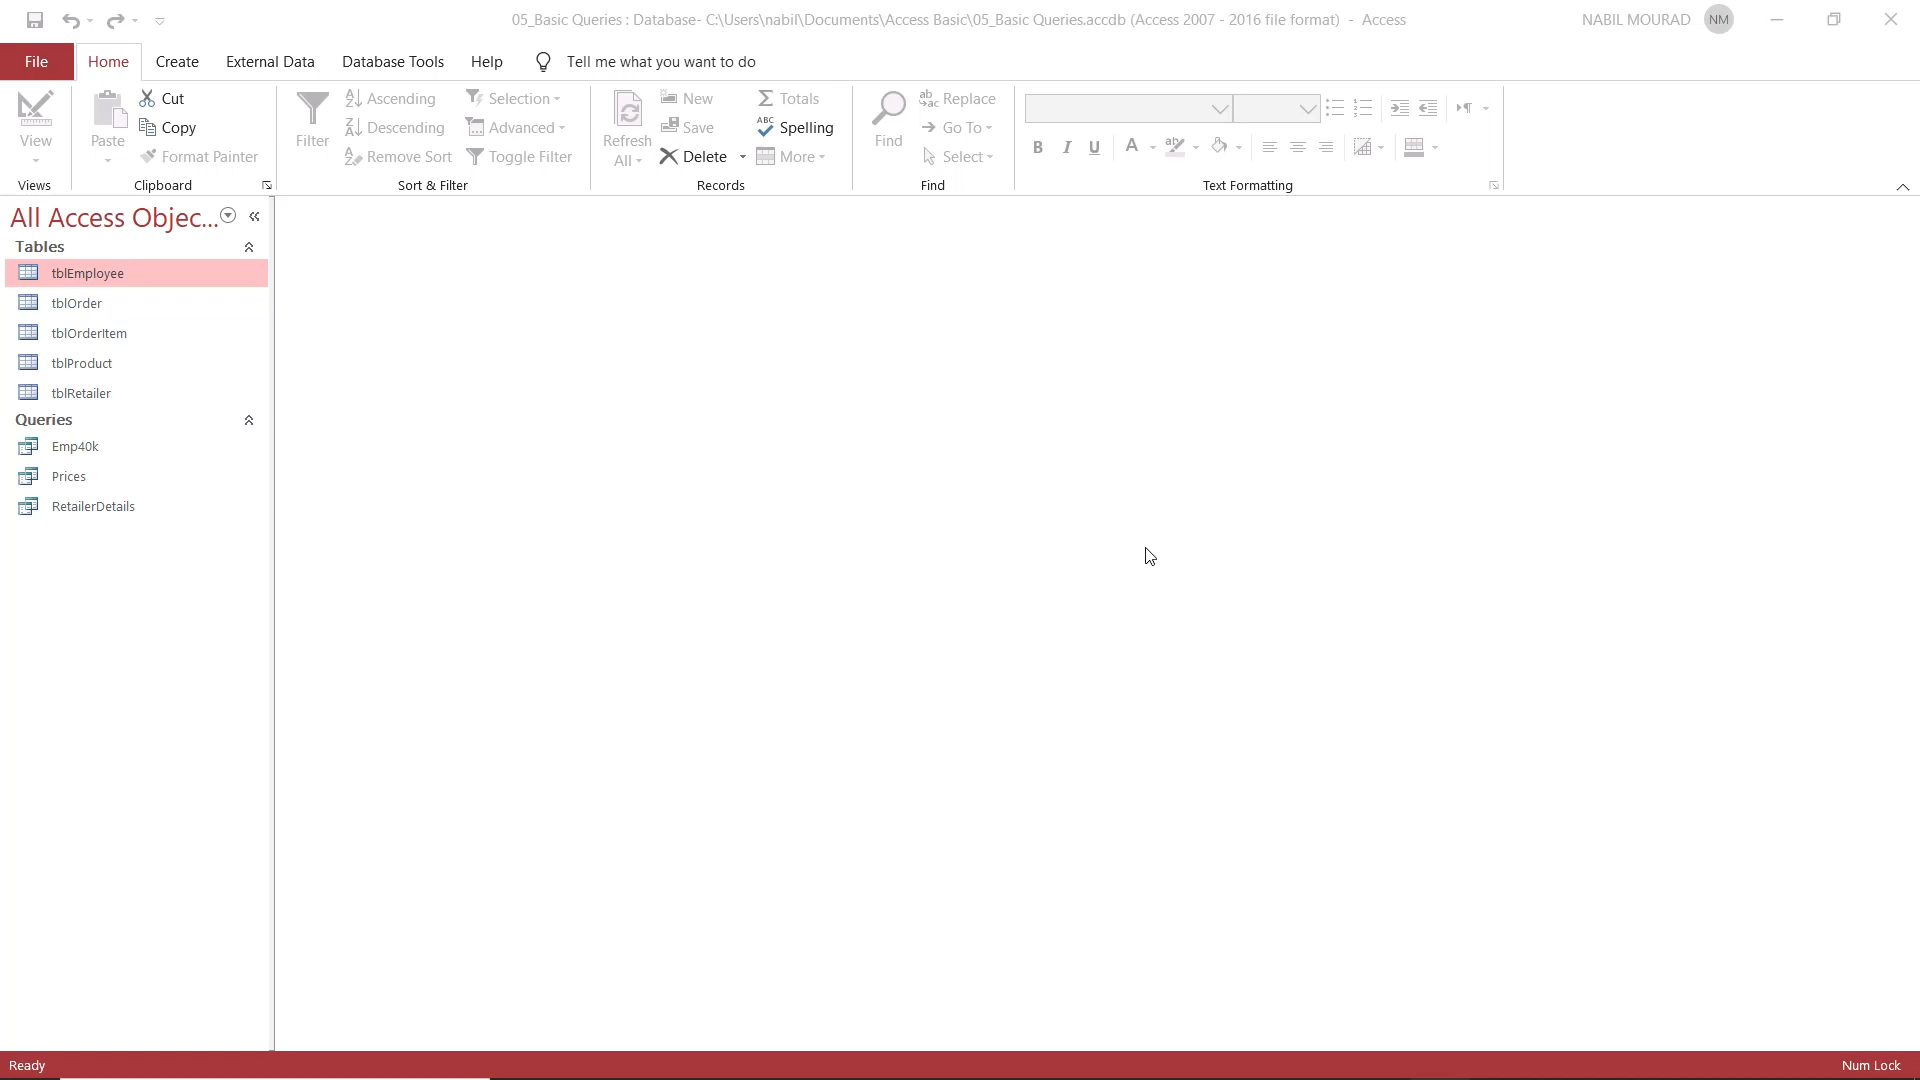 05_Basic Queries : Database- C:\Users\nabil\Documents\Access Basic\05_Basic Queries.accdb (Access 2007 - 2016 file format) - Access
NABIL MOURAD
NM
File
Home
Create
External Data
Database Tools
Help
Tell me what you want to do
View
Views
Paste
Cut
Copy
Format Painter
Clipboard
Filter
Ascending
Descending
Remove Sort
Selection
Advanced
Toggle Filter
Sort & Filter
Refresh
All
New
Save
Delete
Totals
Spelling
More
Records
Find
Replace
Go To
Select
Find
B I U
Text Formatting
All Access Objec...
Tables
tblEmployee
tblOrder
tblOrderItem
tblProduct
tblRetailer
Queries
Emp40k
Prices
RetailerDetails
Ready
Num Lock